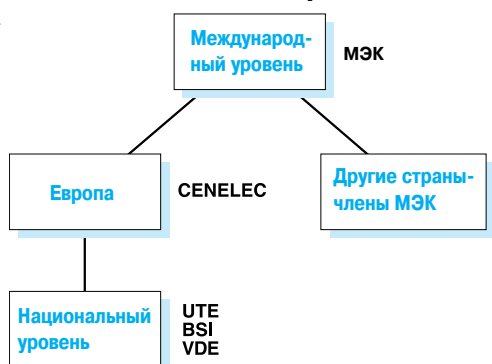 Международ-
ный уровень
МЭК
Европа
CENELEC
Другие страны-
члены МЭК
Национальный
уровень
UTE
BSI
VDE